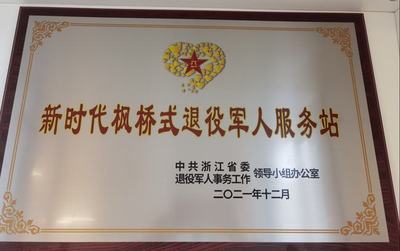 新时代枫桥式退役军人服务站
中共浙江省委
退役军人事务工作 领导小组办公室
二〇二一年十二月